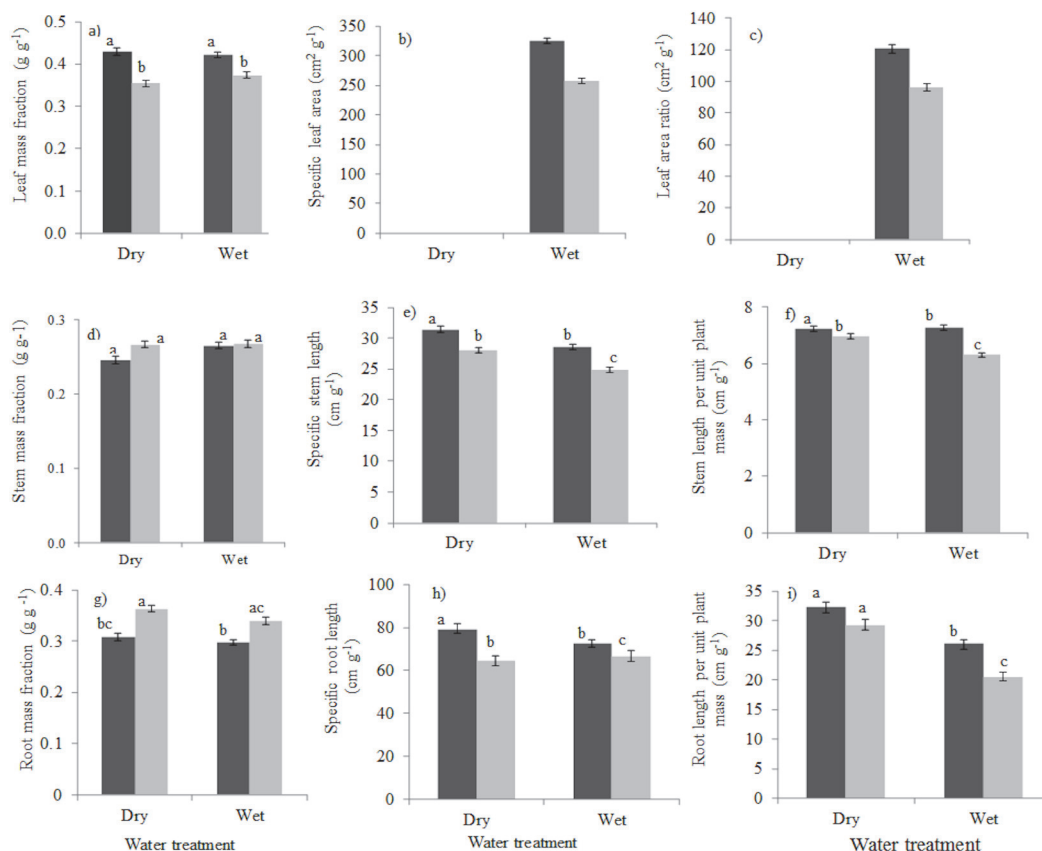 a)
Leaf mass fraction (g g-1)
0.5
0.4
0.3
0.2
0.1
0.0
a
b
a
b
Dry
Wet
b)
Specific leaf area (cm2 g-1)
350
300
250
200
150
100
50
0
Dry
Wet
c)
Leaf area ratio (cm2 g-1)
140
120
100
80
60
40
20
0
Dry
Wet
d)
Stem mass fraction (g g-1)
0.3
0.2
0.1
0.0
a
a
a
a
Dry
Wet
e)
Specific stem length
(cm g-1)
35
30
25
20
15
10
5
0
a
b
b
c
Dry
Wet
f)
Stem length per unit plant
mass (cm g-1)
8
6
4
2
0
a
b
b
c
Dry
Wet
g)
Root mass fraction (g g -1)
0.4
0.3
0.2
0.1
0
bc
a
b
ac
Dry
Wet
Water treatment
h)
Specific root length
(cm g-1)
100
80
60
40
20
0
a
b
b
c
Dry
Wet
Water treatment
i)
Root length per unit plant
mass (cm g-1)
35
30
25
20
15
10
5
0
a
a
b
c
Dry
Wet
Water treatment